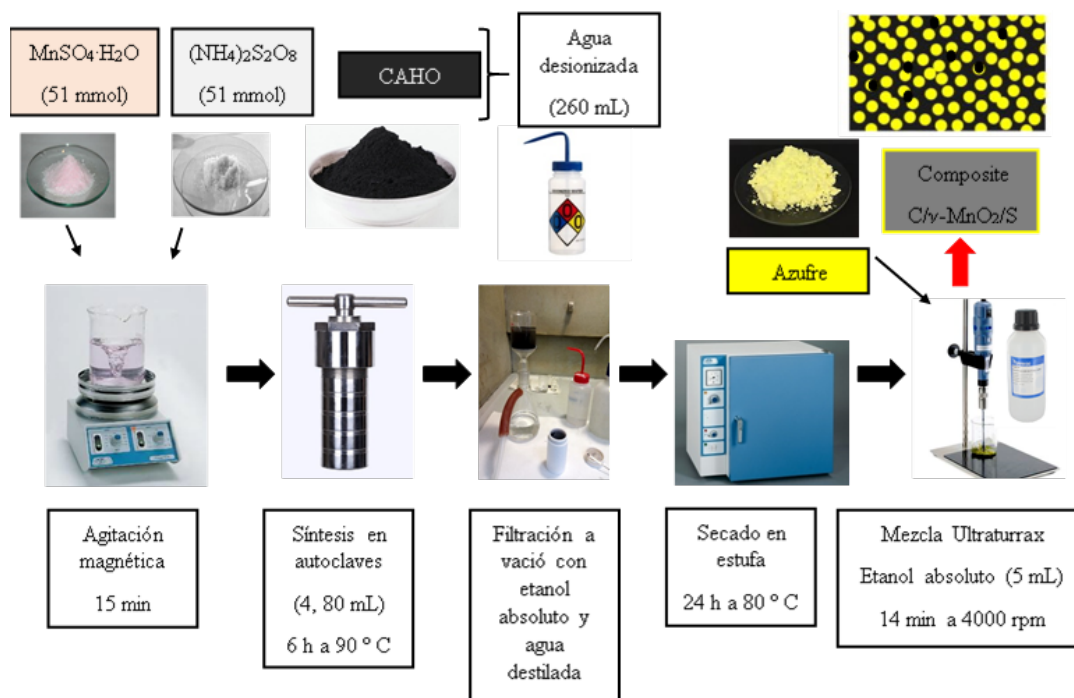 MnSO₄·H₂O
(51 mmol)
(NH₄)₂S₂O₈
(51 mmol)
CAHO
Agua
desionizada
(260 mL)
Composite
C/γ-MnO₂/S
Azufre
Agitación
magnética
15 min
Síntesis en
autoclaves
(4, 80 mL)
6 h a 90 º C
Filtración a
vació con
etanol
absoluto y
agua
destilada
Secado en
estufa
24 h a 80 º C
Mezcla Ultraturrax
Etanol absoluto (5 mL)
14 min a 4000 rpm